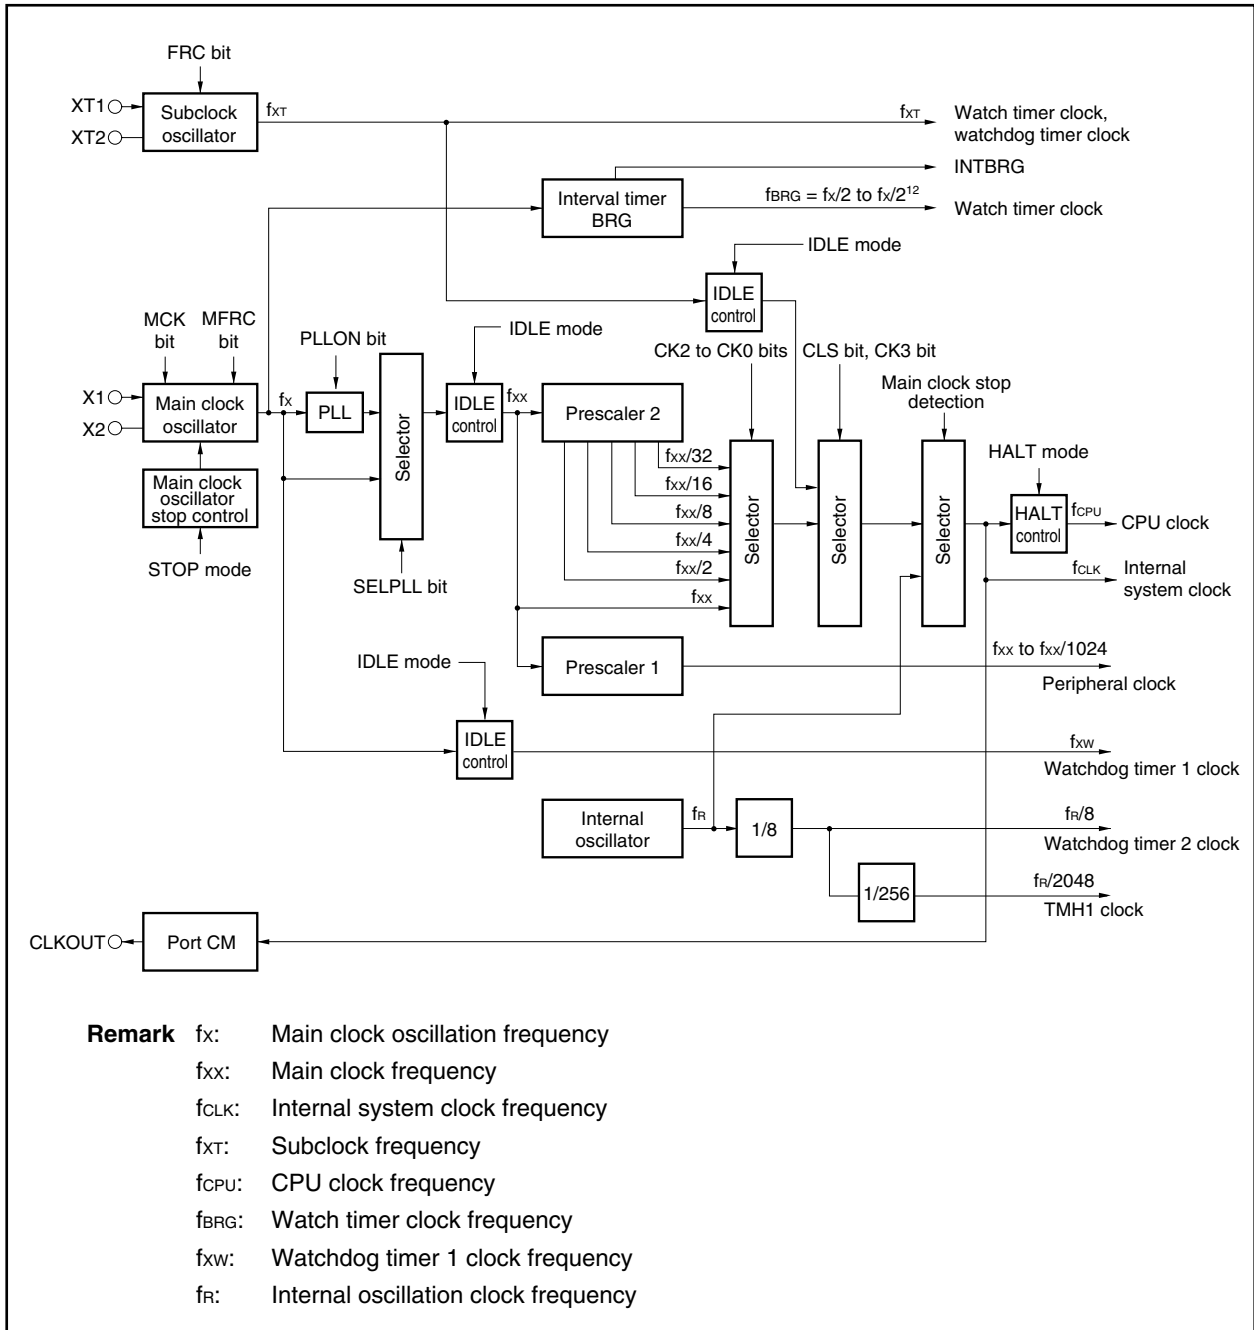 FRC bit
XT1
XT2
Subclock
oscillator
fXT
fXT
Watch timer clock,
watchdog timer clock
INTBRG
Interval timer
BRG
fBRG = fX/2 to fX/2¹²
Watch timer clock
IDLE mode
IDLE
control
MCK
bit
MFRC
bit
PLLON bit
IDLE mode
CK2 to CK0 bits
CLS bit, CK3 bit
Main clock stop
detection
X1
X2
Main clock
oscillator
fX
PLL
Selector
IDLE
control
fXX
Prescaler 2
HALT mode
Main clock
oscillator
stop control
STOP mode
SELPLL bit
fXX/32
fXX/16
fXX/8
fXX/4
fXX/2
fXX
Selector
Selector
Selector
HALT
control
fCPU
CPU clock
fCLK
Internal
system clock
IDLE mode
Prescaler 1
fXX to fXX/1024
Peripheral clock
IDLE
control
fXW
Watchdog timer 1 clock
Internal
oscillator
fR
1/8
fR/8
Watchdog timer 2 clock
1/256
fR/2048
TMH1 clock
CLKOUT
Port CM
Remark fX: Main clock oscillation frequency
fXX: Main clock frequency
fCLK: Internal system clock frequency
fXT: Subclock frequency
fCPU: CPU clock frequency
fBRG: Watch timer clock frequency
fXW: Watchdog timer 1 clock frequency
fR: Internal oscillation clock frequency